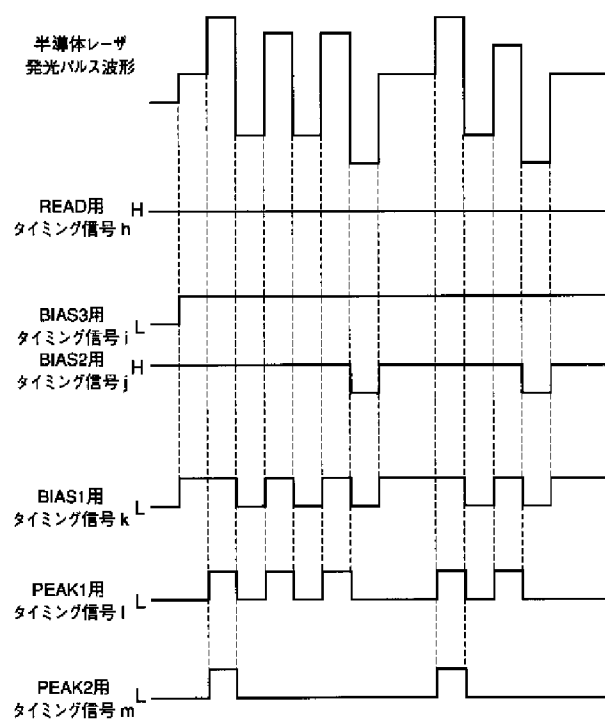 半導体レーザ
発光パルス波形
READ用 H
タイミング信号 h
BIAS3用
タイミング信号 i L
BIAS2用 H
タイミング信号 j
BIAS1用
タイミング信号 k L
PEAK1用
タイミング信号 l L
PEAK2用
タイミング信号 m L